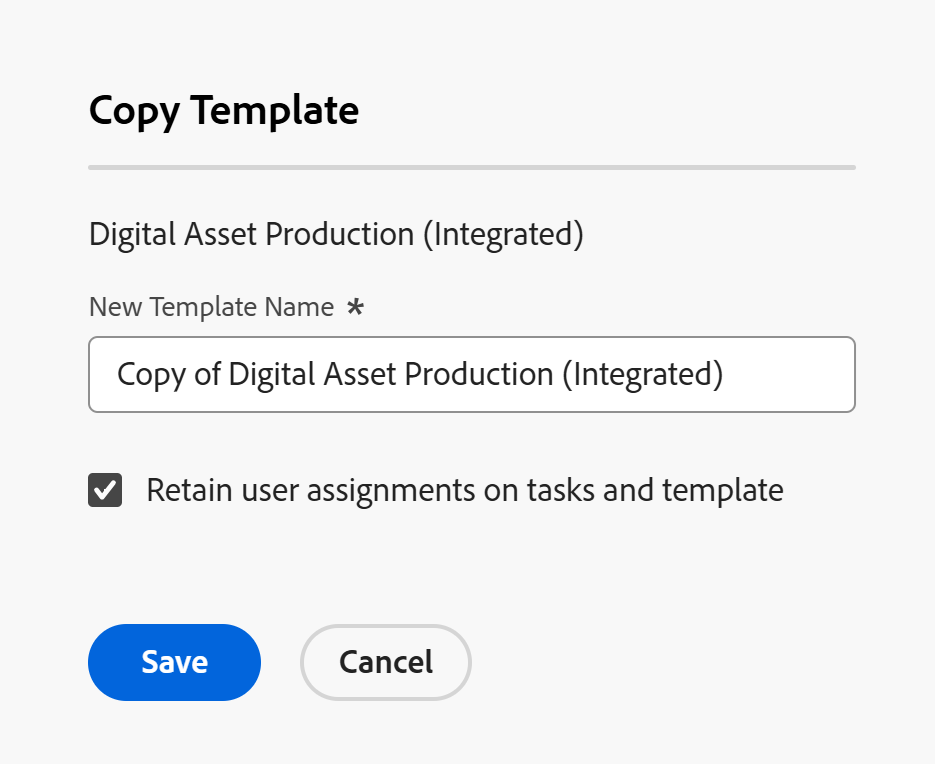 Copy Template
Digital Asset Production (Integrated)
New Template Name *
Copy of Digital Asset Production (Integrated)
Retain user assignments on tasks and template
Save
Cancel